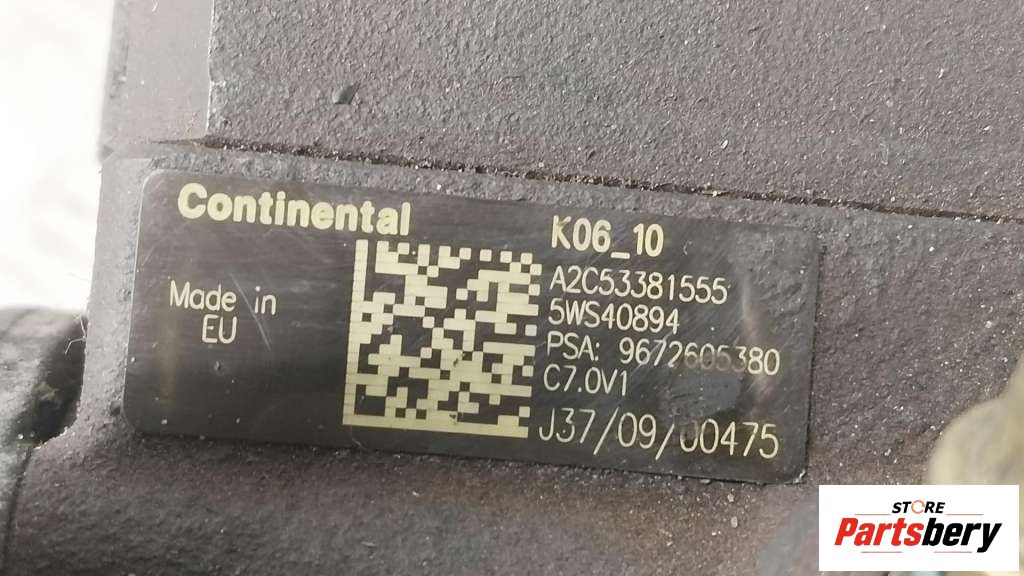 Continental
Made in
EU
K06_10
A2C53381555
5WS40894
PSA: 9672605380
C7.0V1
J37/09/00475
STORE
Partsbery